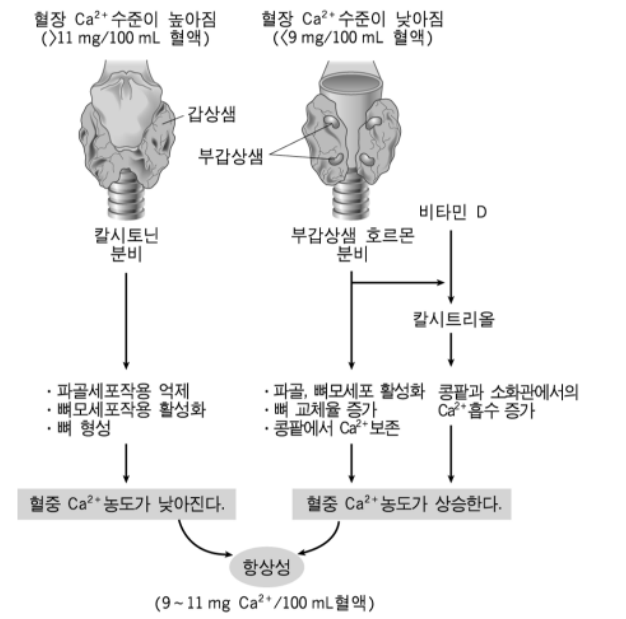 혈장 Ca²⁺ 수준이 높아짐
(>11 mg/100 mL 혈액)
혈장 Ca²⁺ 수준이 낮아짐
(<9 mg/100 mL 혈액)
갑상샘
부갑상샘
비타민 D
칼시토닌
분비
부갑상샘 호르몬
분비
칼시트리올
· 파골세포작용 억제
· 뼈모세포작용 활성화
· 뼈 형성
· 파골, 뼈모세포 활성화
· 뼈 교체율 증가
· 콩팥에서 Ca²⁺ 보존
콩팥과 소화관에서의
Ca²⁺ 흡수 증가
혈중 Ca²⁺ 농도가 낮아진다.
혈중 Ca²⁺ 농도가 상승한다.
항상성
(9~11 mg Ca²⁺/100 mL혈액)